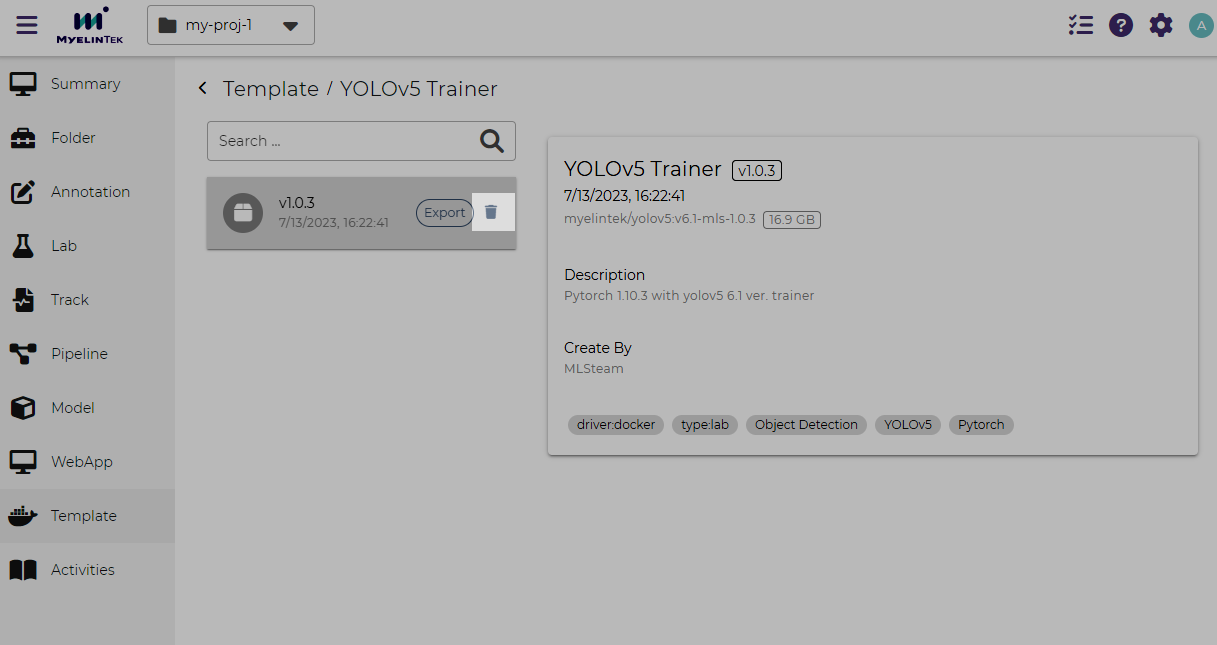 MYELINTEK
my-proj-1
A
Summary
Folder
Annotation
Lab
Track
Pipeline
Model
WebApp
Template
Activities
Template / YOLOv5 Trainer
Search ...
v1.0.3
7/13/2023, 16:22:41
Export
YOLOv5 Trainer v1.0.3
7/13/2023, 16:22:41
myelintek/yolov5:v6.1-mls-1.0.3 16.9 GB
Description
Pytorch 1.10.3 with yolov5 6.1 ver. trainer
Create By
MLSteam
driver:docker type:lab Object Detection YOLOv5 Pytorch